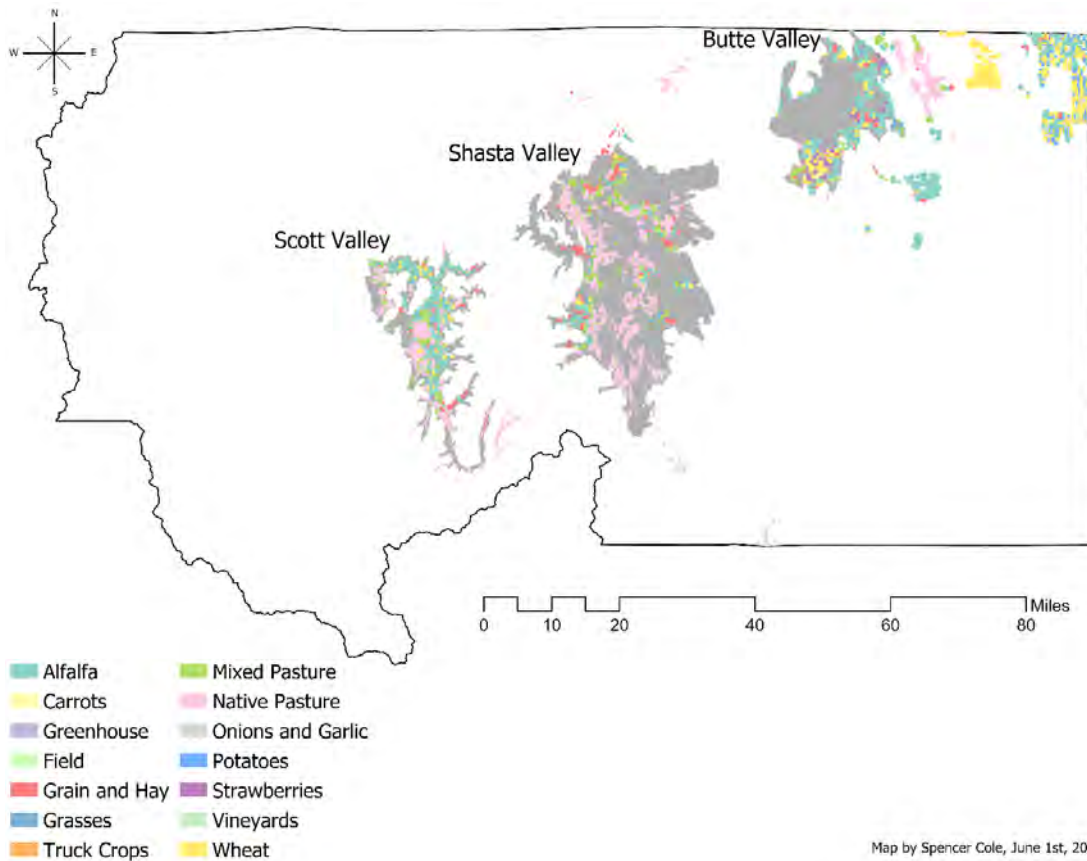 N
W E
S
Butte Valley
Shasta Valley
Scott Valley
Miles
0 10 20 40 60 80
Alfalfa
Carrots
Greenhouse
Field
Grain and Hay
Grasses
Truck Crops
Mixed Pasture
Native Pasture
Onions and Garlic
Potatoes
Strawberries
Vineyards
Wheat
Map by Spencer Cole, June 1st, 20